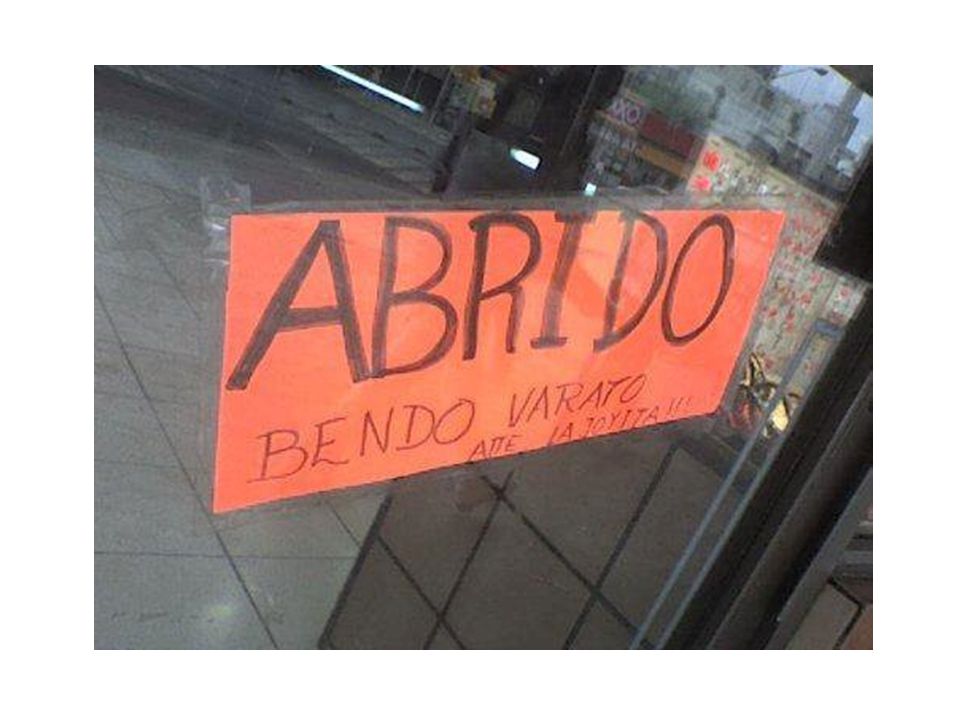 ABRIDO
BENDO VARATO
ATTE. LA JOYITA!!!